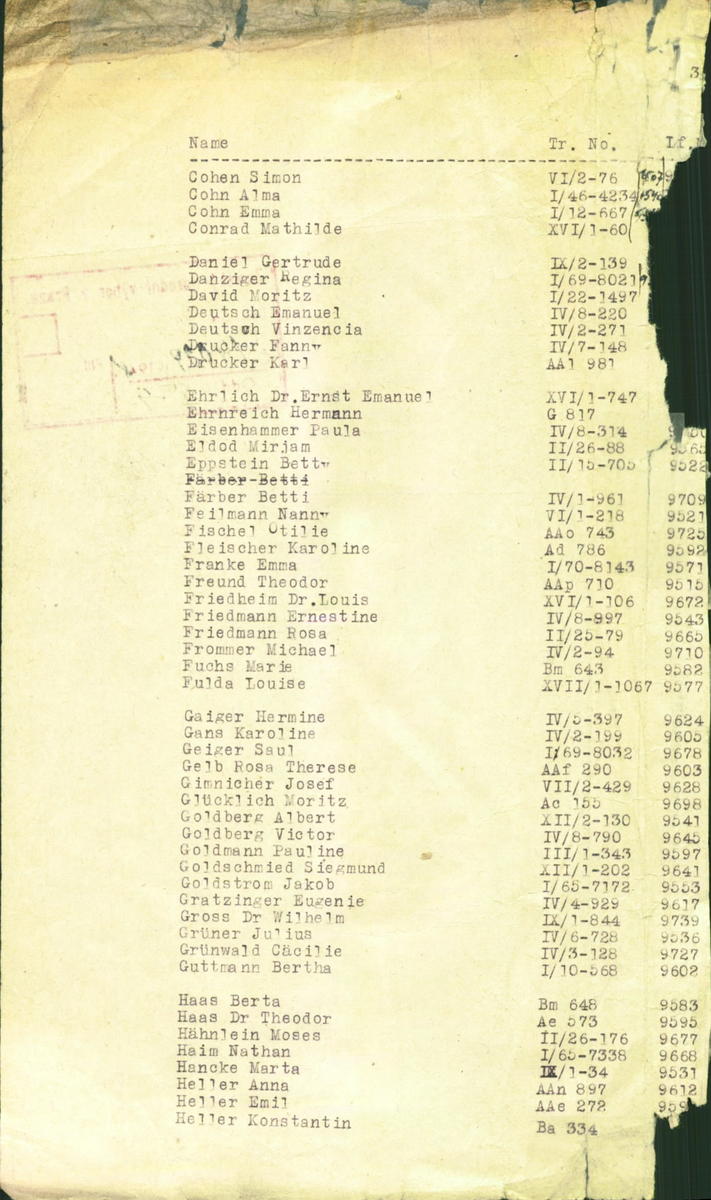 3
Name Tr. No. Lf.
Cohen Simon VI/2-76
Cohn Alma I/46-4234
Cohn Emma I/12-667
Conrad Mathilde XVI/1-60
Daniel Gertrude IX/2-139
Danziger Regina I/69-8021
David Moritz I/22-1497
Deutsch Emanuel IV/8-220
Deutsch Vinzencia IV/2-271
Drucker Fanny IV/7-148
Drucker Karl AAl 981
Ehrlich Dr.Ernst Emanuel XVI/1-747
Ehrnreich Hermann G 817
Eisenhammer Paula IV/8-314
Eldod Mirjam II/26-88
Eppstein Betty II/15-705 9522
Färber Betti
Färber Betti IV/1-961 9709
Feilmann Nanny VI/1-218 9521
Fischel Otilie AAo 743 9725
Fleischer Karoline Ad 786 9592
Franke Emma I/70-8143 9571
Freund Theodor AAp 710 9515
Friedheim Dr.Louis XVI/1-106 9672
Friedmann Ernestine IV/8-997 9543
Friedmann Rosa II/25-79 9665
Frommer Michael IV/2-94 9710
Fuchs Marie Bm 643 9582
Fulda Louise XVII/1-1067 9577
Gaiger Hermine IV/5-397 9624
Gans Karoline IV/2-199 9605
Geiger Saul I/69-8032 9678
Gelb Rosa Therese AAf 290 9603
Gimnicher Josef VII/2-429 9628
Glücklich Moritz Ac 155 9698
Goldberg Albert XII/2-130 9541
Goldberg Victor IV/8-790 9645
Goldmann Pauline III/1-343 9597
Goldschmied Siegmund XII/1-202 9641
Goldstrom Jakob I/65-7172 9553
Gratzinger Eugenie IV/4-929 9617
Gross Dr Wilhelm IX/1-844 9739
Grüner Julius IV/6-728 9536
Grünwald Cäcilie IV/3-128 9727
Guttmann Bertha I/10-568 9602
Haas Berta Bm 648 9583
Haas Dr Theodor Ae 573 9595
Hähnlein Moses II/26-176 9677
Haim Nathan I/65-7338 9668
Hancke Marta IX/1-34 9531
Heller Anna AAn 897 9612
Heller Emil AAe 272
Heller Konstantin Ba 334